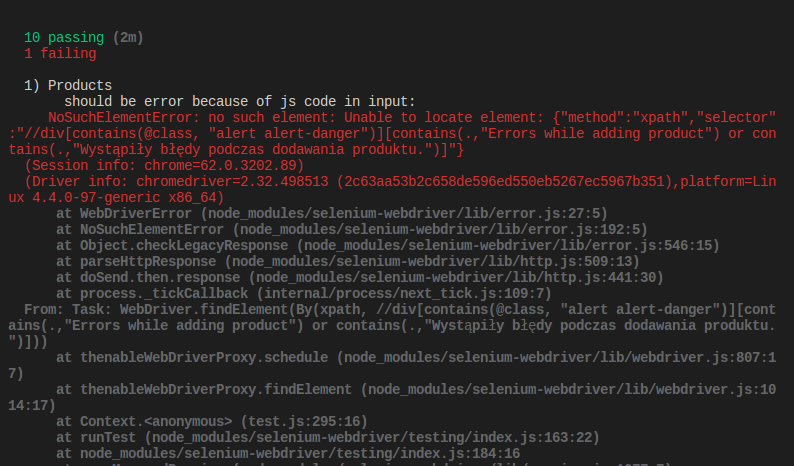 10 passing (2m)
1 failing
1) Products
should be error because of js code in input:
NoSuchElementError: no such element: Unable to locate element: {"method":"xpath","selector"
:"//div[contains(@class, "alert alert-danger")][contains(.,"Errors while adding product") or con
tains(.,"Wystąpiły błędy podczas dodawania produktu.")]"}
(Session info: chrome=62.0.3202.89)
(Driver info: chromedriver=2.32.498513 (2c63aa53b2c658de596ed550eb5267ec5967b351),platform=Lin
ux 4.4.0-97-generic x86_64)
at WebDriverError (node_modules/selenium-webdriver/lib/error.js:27:5)
at NoSuchElementError (node_modules/selenium-webdriver/lib/error.js:192:5)
at Object.checkLegacyResponse (node_modules/selenium-webdriver/lib/error.js:546:15)
at parseHttpResponse (node_modules/selenium-webdriver/lib/http.js:509:13)
at doSend.then.response (node_modules/selenium-webdriver/lib/http.js:441:30)
at process._tickCallback (internal/process/next_tick.js:109:7)
From: Task: WebDriver.findElement(By(xpath, //div[contains(@class, "alert alert-danger")][cont
ains(.,"Errors while adding product") or contains(.,"Wystąpiły błędy podczas dodawania produktu.
")]))
at thenableWebDriverProxy.schedule (node_modules/selenium-webdriver/lib/webdriver.js:807:1
7)
at thenableWebDriverProxy.findElement (node_modules/selenium-webdriver/lib/webdriver.js:10
14:17)
at Context.<anonymous> (test.js:295:16)
at runTest (node_modules/selenium-webdriver/testing/index.js:163:22)
at node_modules/selenium-webdriver/testing/index.js:184:16